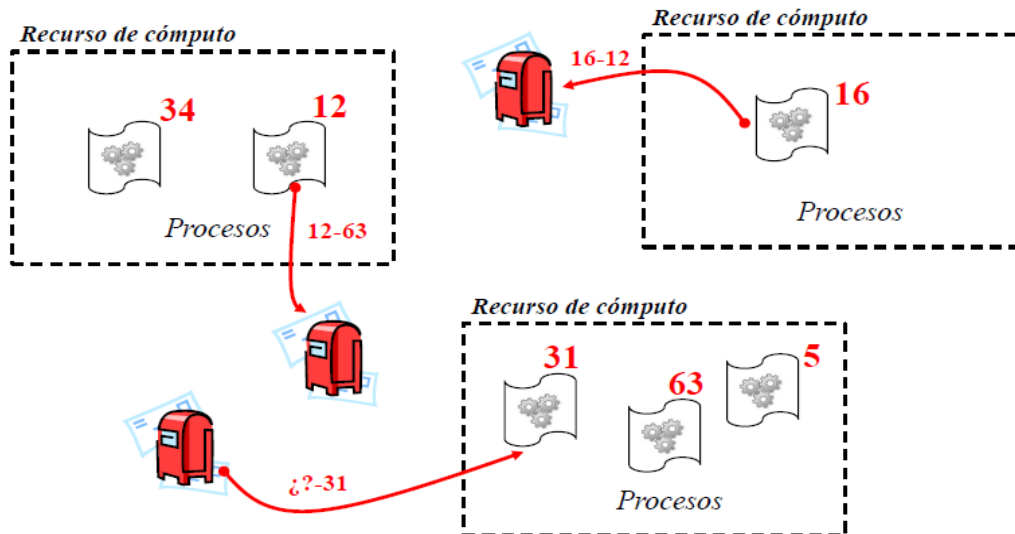 Recurso de cómputo
34
12
Procesos
12-63
16-12
Recurso de cómputo
16
Procesos
Recurso de cómputo
31
63
5
Procesos
¿?-31